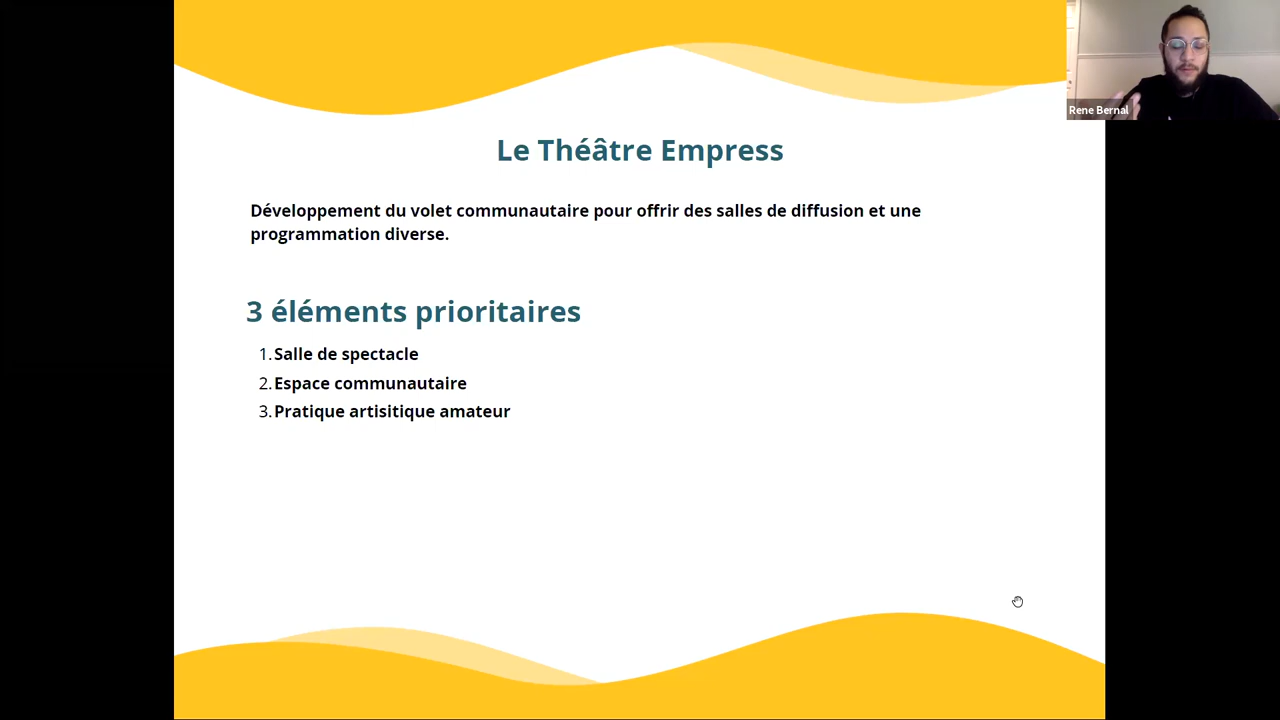 Rene Bernal
Le Théâtre Empress
Développement du volet communautaire pour offrir des salles de diffusion et une
programmation diverse.
3 éléments prioritaires
1. Salle de spectacle
2. Espace communautaire
3. Pratique artisitique amateur